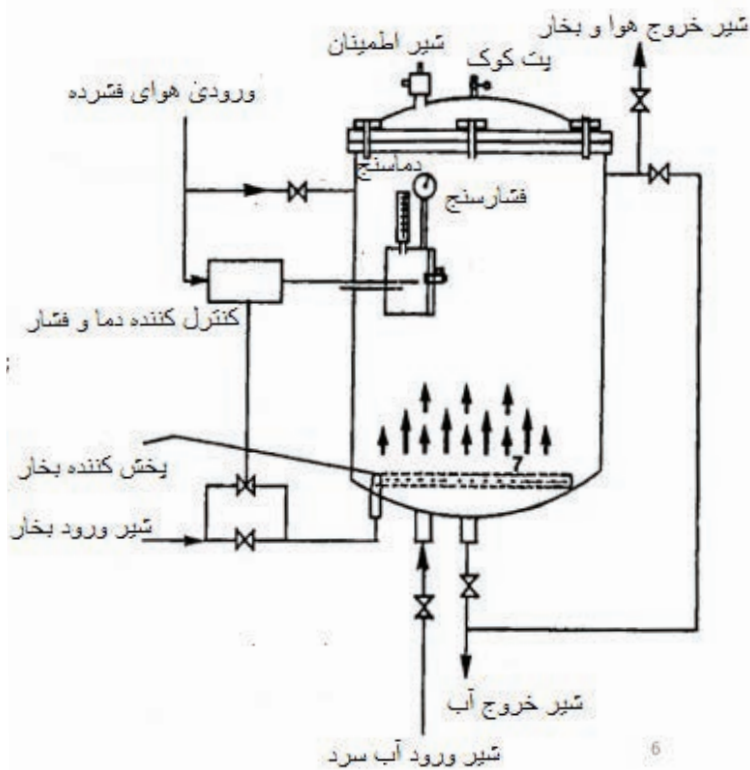 شیر خروج هوا و بخار
شیر اطمینان
پت کوک
ورودی هوای فشرده
دماسنج
فشارسنج
کنترل کننده دما و فشار
پخش کننده بخار
7
شیر ورود بخار
شیر خروج آب
شیر ورود آب سرد
6